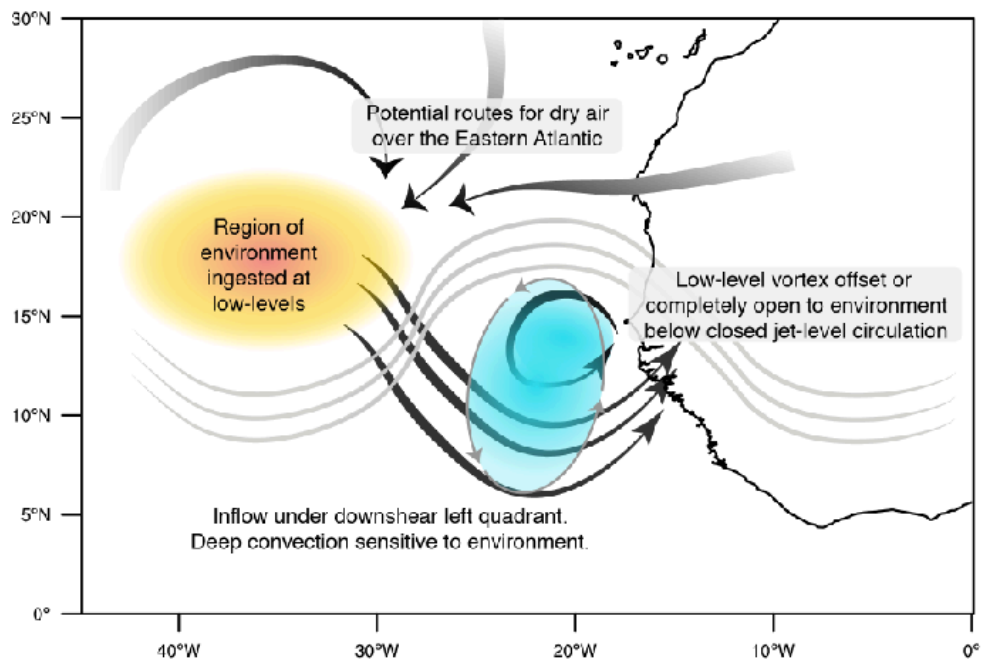 30°N
25°N
20°N
15°N
10°N
5°N
0°
Potential routes for dry air
over the Eastern Atlantic
Region of
environment
ingested at
low-levels
Low-level vortex offset or
completely open to environment
below closed jet-level circulation
Inflow under downshear left quadrant.
Deep convection sensitive to environment.
40°W
30°W
20°W
10°W
0°